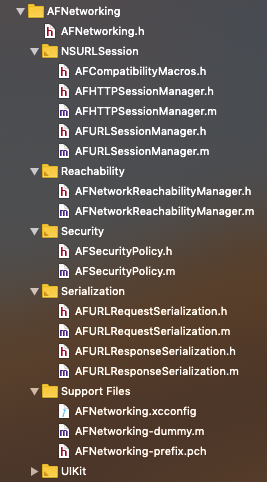 AFNetworking
AFNetworking.h
NSURLSession
AFCompatibilityMacros.h
AFHTTPSessionManager.h
AFHTTPSessionManager.m
AFURLSessionManager.h
AFURLSessionManager.m
Reachability
AFNetworkReachabilityManager.h
AFNetworkReachabilityManager.m
Security
AFSecurityPolicy.h
AFSecurityPolicy.m
Serialization
AFURLRequestSerialization.h
AFURLRequestSerialization.m
AFURLResponseSerialization.h
AFURLResponseSerialization.m
Support Files
AFNetworking.xcconfig
AFNetworking-dummy.m
AFNetworking-prefix.pch
UIKit